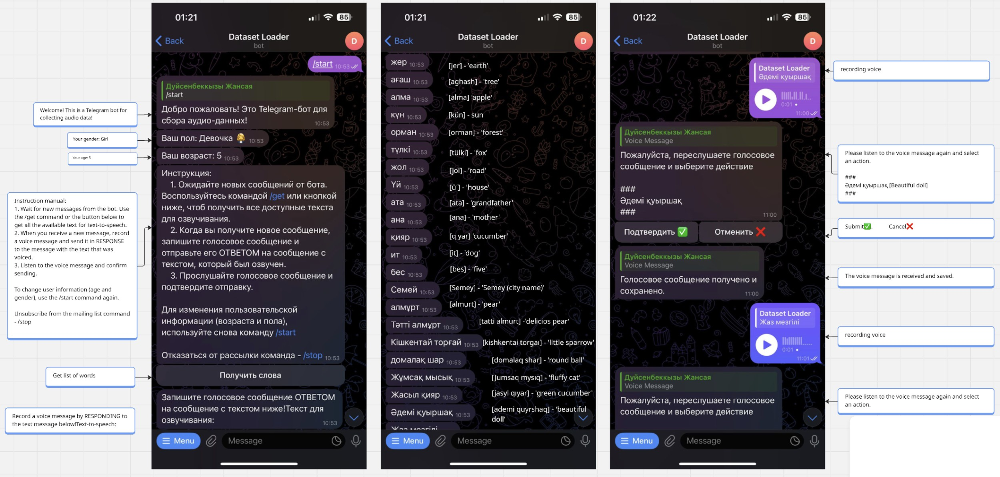 Welcome! This is a Telegram bot for
collecting audio data!
Your gender: Girl
Your age: 5
Instruction manual:
1. Wait for new messages from the bot. Use
the /get command or the button below to
get all the available text for text-to-speech.
2. When you receive a new message, record
a voice message and send it in RESPONSE
to the message with the text that was
voiced.
3. Listen to the voice message and confirm
sending.
To change user information (age and
gender), use the /start command again.
Unsubscribe from the mailing list command
- /stop
Get list of words
Record a voice message by RESPONDING to
the text message below!Text-to-speech:
01:21
85
Back
Dataset Loader
bot
D
/start 10:53
Дуйсенбеккызы Жансая
/start
Добро пожаловать! Это Telegram-бот для
сбора аудио-данных!
10:53
Ваш пол: Девочка 10:53
Ваш возраст: 5 10:53
Инструкция:
1. Ожидайте новых сообщений от бота.
Воспользуйтесь командой /get или кнопкой
ниже, чтоб получить все доступные текста
для озвучивания.
2. Когда вы получите новое сообщение,
запишите голосовое сообщение и
отправьте его ОТВЕТОМ на сообщение с
текстом, который был озвучен.
3. Прослушайте голосовое сообщение и
подтвердите отправку.
Для изменения пользовательской
информации (возраста и пола),
используйте снова команду /start
Отказаться от рассылки команда - /stop 10:53
Получить слова
Запишите голосовое сообщение ОТВЕТОМ
на сообщение с текстом ниже!Текст для
озвучивания:
10:53
Menu
Message
01:21
85
Back
Dataset Loader
bot
D
жер 10:53 [jer] - 'earth'
ағаш 10:53 [aghash] - 'tree'
алма 10:53 [alma] 'apple'
күн 10:53 [kün] - sun
орман 10:53 [orman] - 'forest'
түлкі 10:53 [tülki] - 'fox'
жол 10:53 [jol] - 'road'
Үй 10:53 [üi] - 'house'
ата 10:53 [ata] - 'grandfather'
ана 10:53 [ana] - 'mother'
қияр 10:53 [qıyar] 'cucumber'
ит 10:53 [it] - 'dog'
бес 10:53 [bes] - 'five'
Семей 10:53 [Semey] - 'Semey (city name)'
алмұрт 10:53 [almurt] - 'pear'
Тәтті алмұрт 10:53 [tatti almurt] -'delicios pear'
Кішкентай торғай 10:53 [kishkentai torgaı] - 'little sparrow'
домалақ шар 10:53 [domalaq shar] - 'round ball'
Жұмсақ мысық 10:53 [Jumsaq mysıq] - 'fluffy cat'
Жасыл қияр 10:53 [jasyl qıyar] - 'green cucumber'
Әдемі қуыршақ 10:53 [ademi quyrshaq] - 'beautiful
doll'
Жаз мезгілі
Menu
Message
01:22
85
Back
Dataset Loader
bot
D
Dataset Loader
Әдемі қуыршақ
0:01
11:00
Дуйсенбеккызы Жансая
Voice Message
Пожалуйста, переслушаете голосовое
сообщение и выберите действие
###
Әдемі қуыршақ
###
11:00
Подтвердить ✅ Отменить ❌
Дуйсенбеккызы Жансая
Voice Message
Голосовое сообщение получено и
сохранено.
11:00
Dataset Loader
Жаз мезгілі
0:01
11:01
Дуйсенбеккызы Жансая
Voice Message
Пожалуйста, переслушаете голосовое
сообщение и выберите действие
Menu
Message
recording voice
Please listen to the voice message again and select
an action.
###
Әдемі қуыршақ [Beautiful doll]
###
Submit✅. Cancel❌
The voice message is received and saved.
recording voice
Please listen to the voice message again and select
an action.